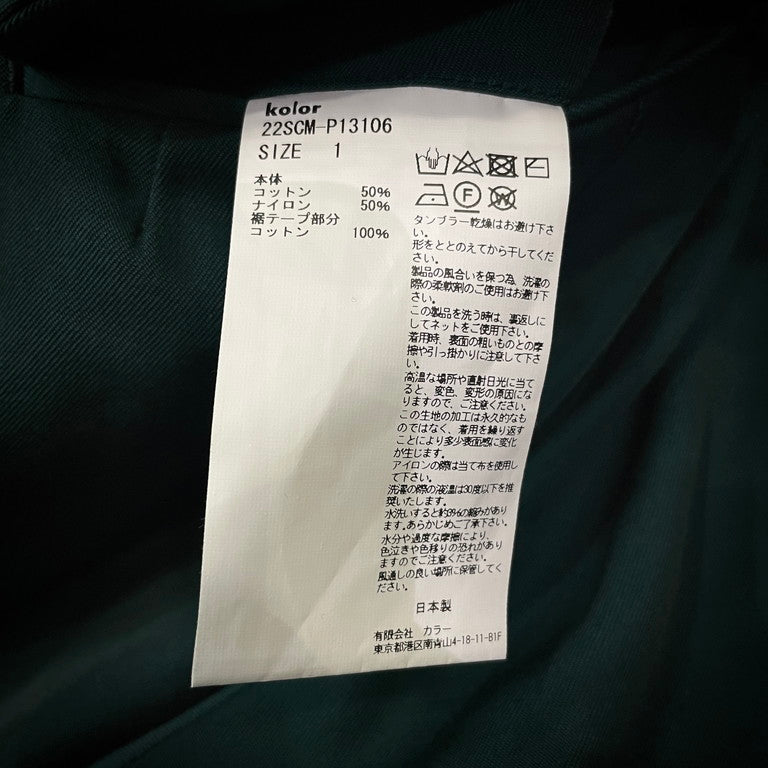 kolor
22SCM-P13106
SIZE 1
本体
コットン 50%
ナイロン 50%
裾テープ部分
コットン 100%
タンブラー乾燥はお避け下さ
い。
形をととのえてから干してくだ
さい。
製品の風合いを保つ為、洗濯の
際の柔軟剤のご使用はお避け下
さい。
この製品を洗う時は、裏返しに
してネットをご使用下さい。
着用時、表面の粗いものとの摩
擦や引っ掛かりに注意して下さ
い。
高温な場所や直射日光に当て
ると、変色、変形の原因にな
りますので、ご注意ください。
この生地の加工は永久的なも
のではなく、着用を繰り返す
ことにより多少表面感に変化
が生じます。
アイロンの際は当て布を使用し
て下さい。
洗濯の際の液温は30度以下を推
奨いたします。
水洗いすると約3%の縮みがあり
ます。あらかじめご了承下さい。
水分や過度な摩擦により、
色泣きや色移りの恐れがあり
ますのでご注意ください。
風通しの良い場所に保管してく
ださい。
日本製
有限会社 カラー
東京都港区南青山4-18-11-B1F